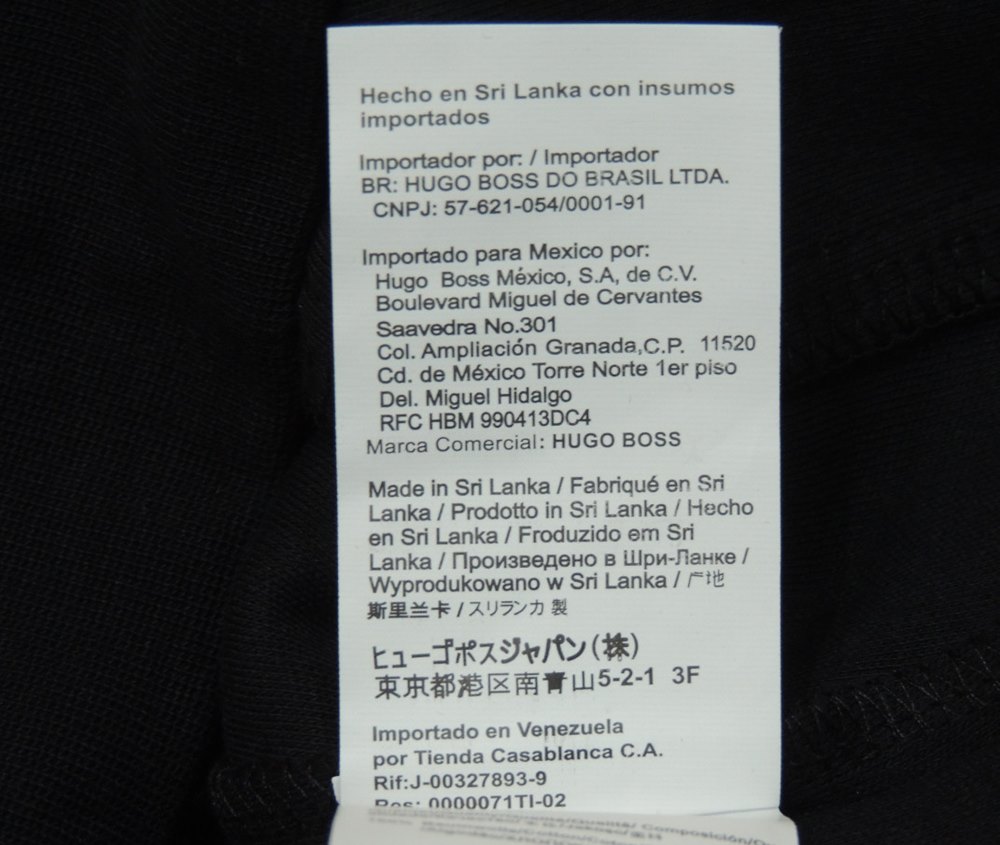 Hecho en Sri Lanka con insumos
importados
Importador por: / Importador
BR: HUGO BOSS DO BRASIL LTDA.
CNPJ: 57-621-054/0001-91
Importado para Mexico por:
Hugo Boss México, S.A, de C.V.
Boulevard Miguel de Cervantes
Saavedra No.301
Col. Ampliación Granada,C.P. 11520
Cd. de México Torre Norte 1er piso
Del. Miguel Hidalgo
RFC HBM 990413DC4
Marca Comercial: HUGO BOSS
Made in Sri Lanka / Fabriqué en Sri
Lanka / Prodotto in Sri Lanka / Hecho
en Sri Lanka / Froduzido em Sri
Lanka / Произведено в Шри-Ланке /
Wyprodukowano w Sri Lanka / 产地
斯里兰卡 / スリランカ 製
ヒューゴボスジャパン(株)
東京都港区南青山5-2-1 3F
Importado en Venezuela
por Tienda Casablanca C.A.
Rif:J-00327893-9
Res: 0000071TI-02